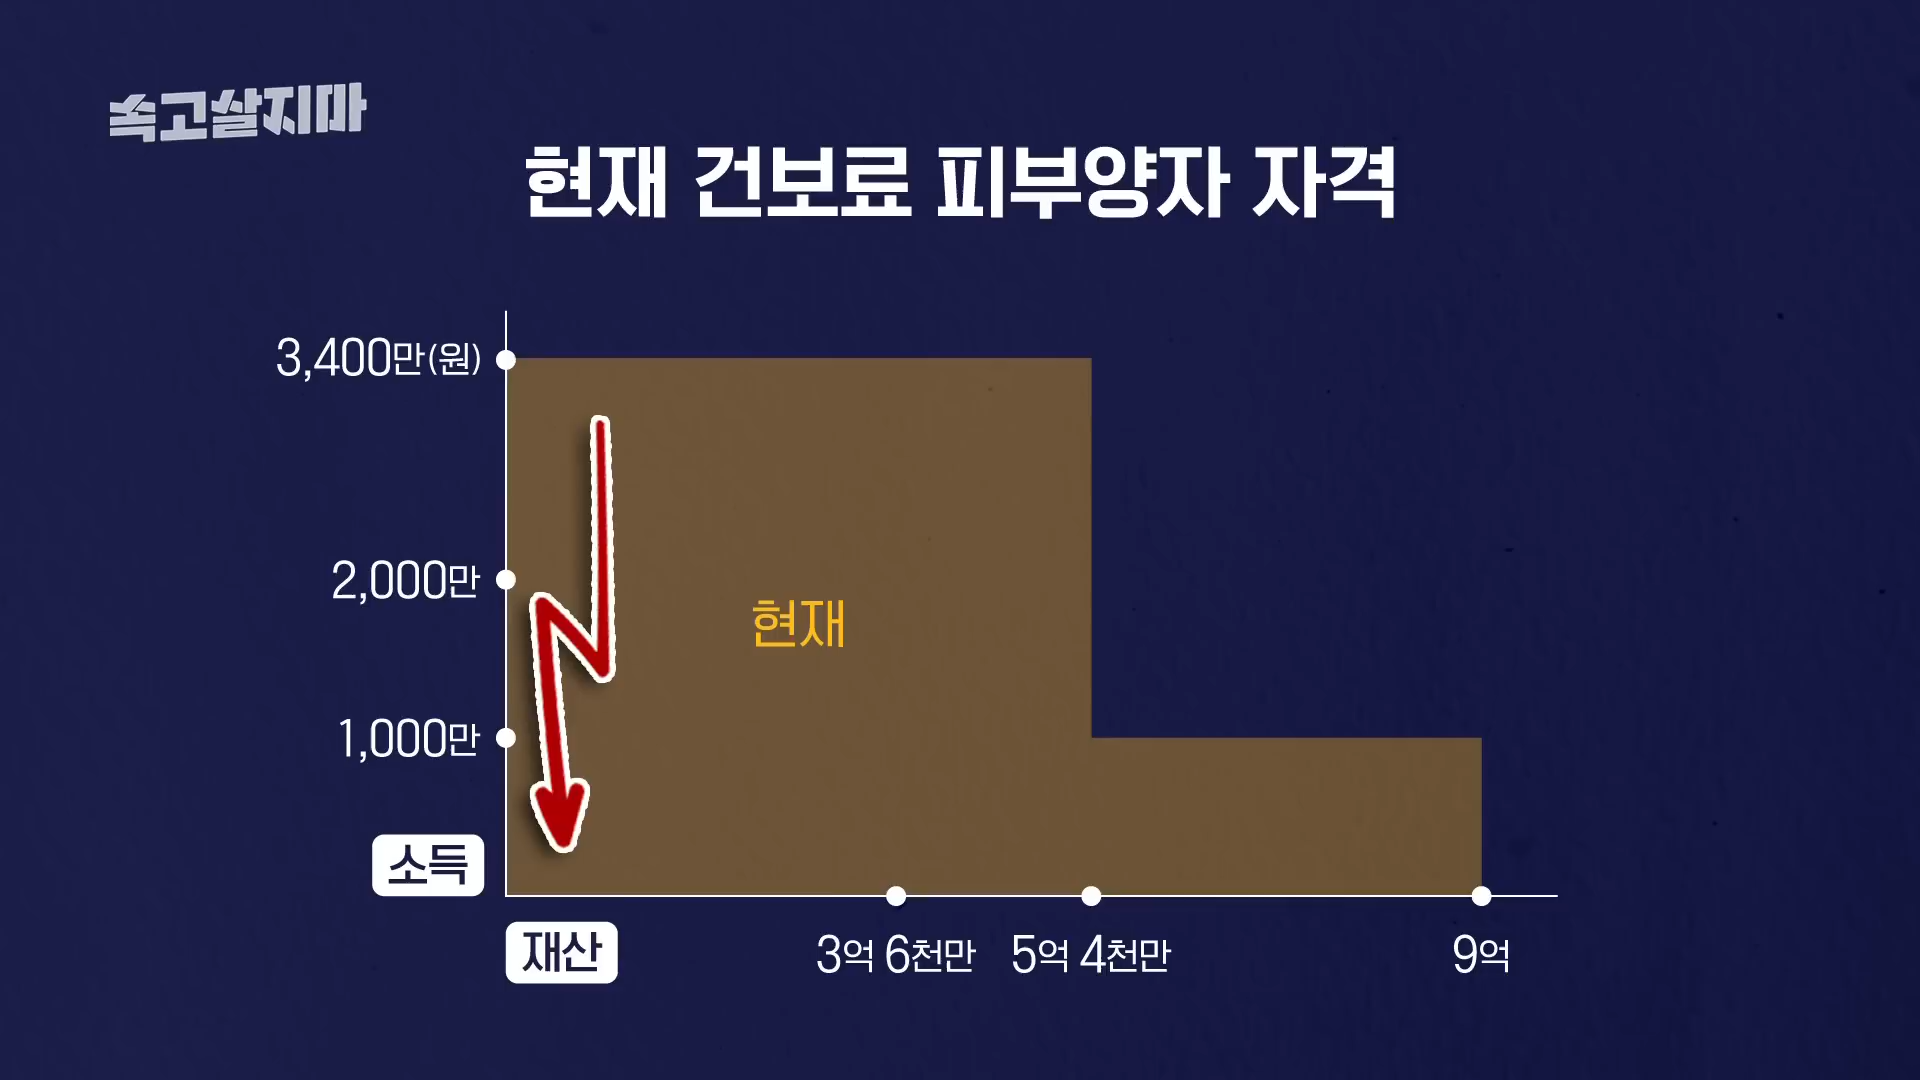 속고살지마
현재 건보료 피부양자 자격
3,400만(원)
2,000만
현재
1,000만
소득
재산
3억 6천만
5억 4천만
9억